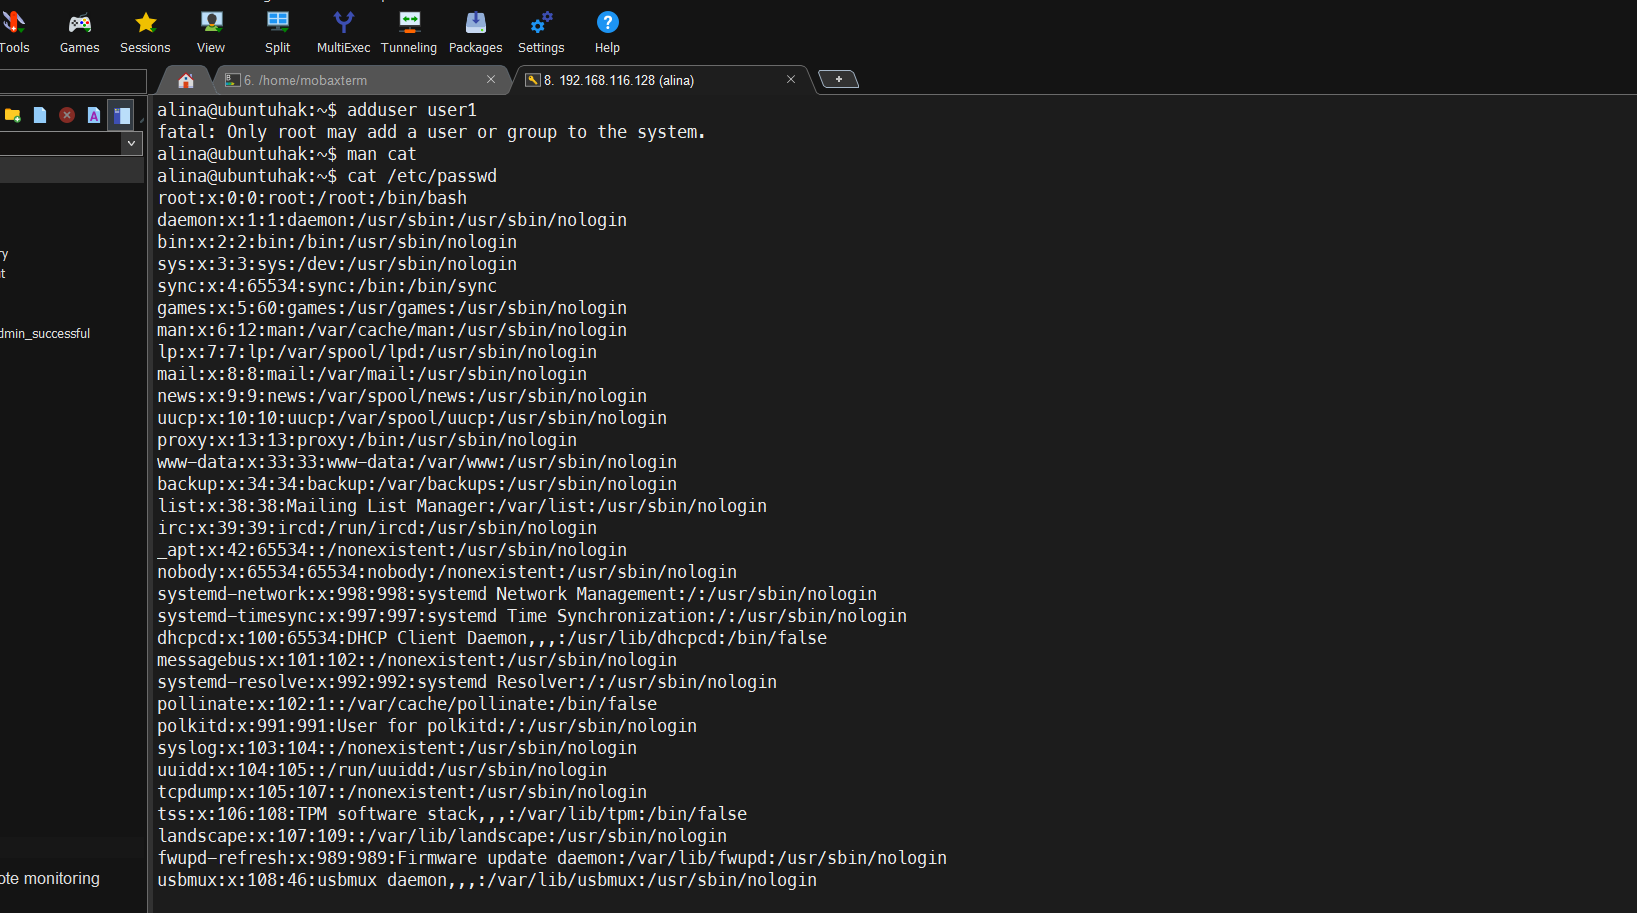 Tools Games Sessions View Split MultiExec Tunneling Packages Settings Help
6. /home/mobaxterm
8. 192.168.116.128 (alina)
dmin_successful
ote monitoring
alina@ubuntuhak:~$ adduser user1
fatal: Only root may add a user or group to the system.
alina@ubuntuhak:~$ man cat
alina@ubuntuhak:~$ cat /etc/passwd
root:x:0:0:root:/root:/bin/bash
daemon:x:1:1:daemon:/usr/sbin:/usr/sbin/nologin
bin:x:2:2:bin:/bin:/usr/sbin/nologin
sys:x:3:3:sys:/dev:/usr/sbin/nologin
sync:x:4:65534:sync:/bin:/bin/sync
games:x:5:60:games:/usr/games:/usr/sbin/nologin
man:x:6:12:man:/var/cache/man:/usr/sbin/nologin
lp:x:7:7:lp:/var/spool/lpd:/usr/sbin/nologin
mail:x:8:8:mail:/var/mail:/usr/sbin/nologin
news:x:9:9:news:/var/spool/news:/usr/sbin/nologin
uucp:x:10:10:uucp:/var/spool/uucp:/usr/sbin/nologin
proxy:x:13:13:proxy:/bin:/usr/sbin/nologin
www-data:x:33:33:www-data:/var/www:/usr/sbin/nologin
backup:x:34:34:backup:/var/backups:/usr/sbin/nologin
list:x:38:38:Mailing List Manager:/var/list:/usr/sbin/nologin
irc:x:39:39:ircd:/run/ircd:/usr/sbin/nologin
_apt:x:42:65534::/nonexistent:/usr/sbin/nologin
nobody:x:65534:65534:nobody:/nonexistent:/usr/sbin/nologin
systemd-network:x:998:998:systemd Network Management:/:/usr/sbin/nologin
systemd-timesync:x:997:997:systemd Time Synchronization:/:/usr/sbin/nologin
dhcpcd:x:100:65534:DHCP Client Daemon,,,:/usr/lib/dhcpcd:/bin/false
messagebus:x:101:102::/nonexistent:/usr/sbin/nologin
systemd-resolve:x:992:992:systemd Resolver:/:/usr/sbin/nologin
pollinate:x:102:1::/var/cache/pollinate:/bin/false
polkitd:x:991:991:User for polkitd:/:/usr/sbin/nologin
syslog:x:103:104::/nonexistent:/usr/sbin/nologin
uuidd:x:104:105::/run/uuidd:/usr/sbin/nologin
tcpdump:x:105:107::/nonexistent:/usr/sbin/nologin
tss:x:106:108:TPM software stack,,,:/var/lib/tpm:/bin/false
landscape:x:107:109::/var/lib/landscape:/usr/sbin/nologin
fwupd-refresh:x:989:989:Firmware update daemon:/var/lib/fwupd:/usr/sbin/nologin
usbmux:x:108:46:usbmux daemon,,,:/var/lib/usbmux:/usr/sbin/nologin